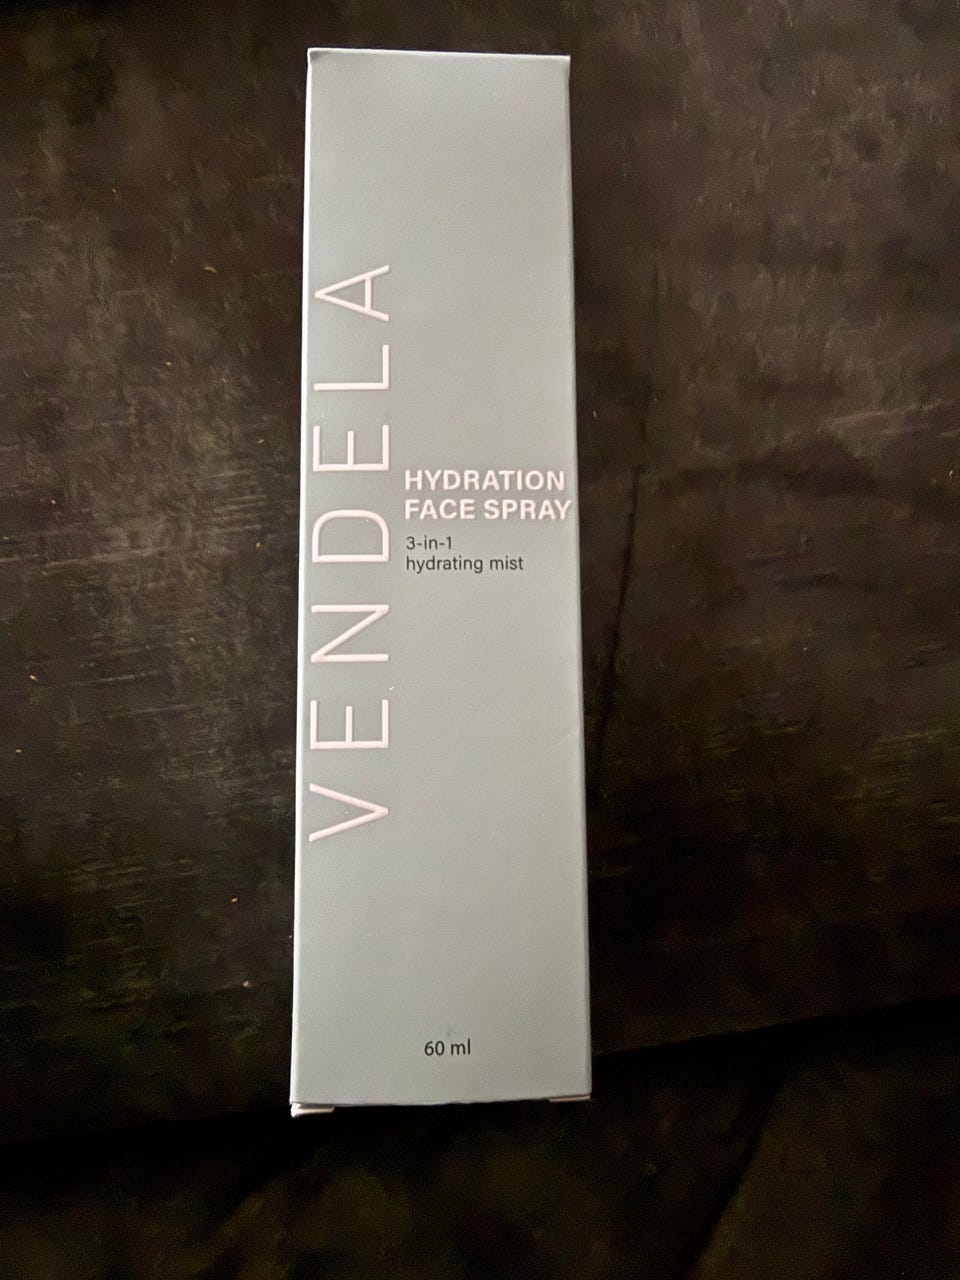 VENDELA
HYDRATION
FACE SPRAY
3-in-1
hydrating mist
60 ml